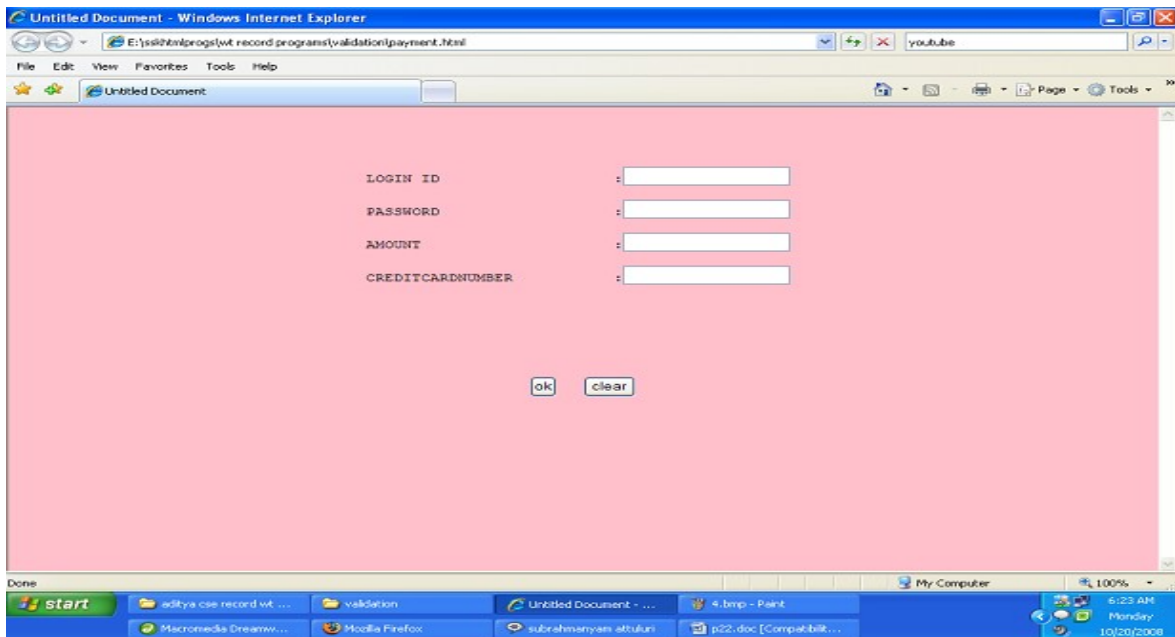 Untitled Document - Windows Internet Explorer
E:\sskhtmlprogs\wt record programs\validation\payment.html
youtube
File Edit View Favorites Tools Help
Untitled Document
Page Tools
LOGIN ID :
PASSWORD :
AMOUNT :
CREDITCARDNUMBER :
ok clear
Done My Computer 100%
start aditya cse record wt ... validation Untitled Document - ... 4.bmp - Paint 6:23 AM
Monday
Macromedia Dreamw... Mozilla Firefox subrahmanyam attuluri p22.doc [Compatibilit... 10/20/2008